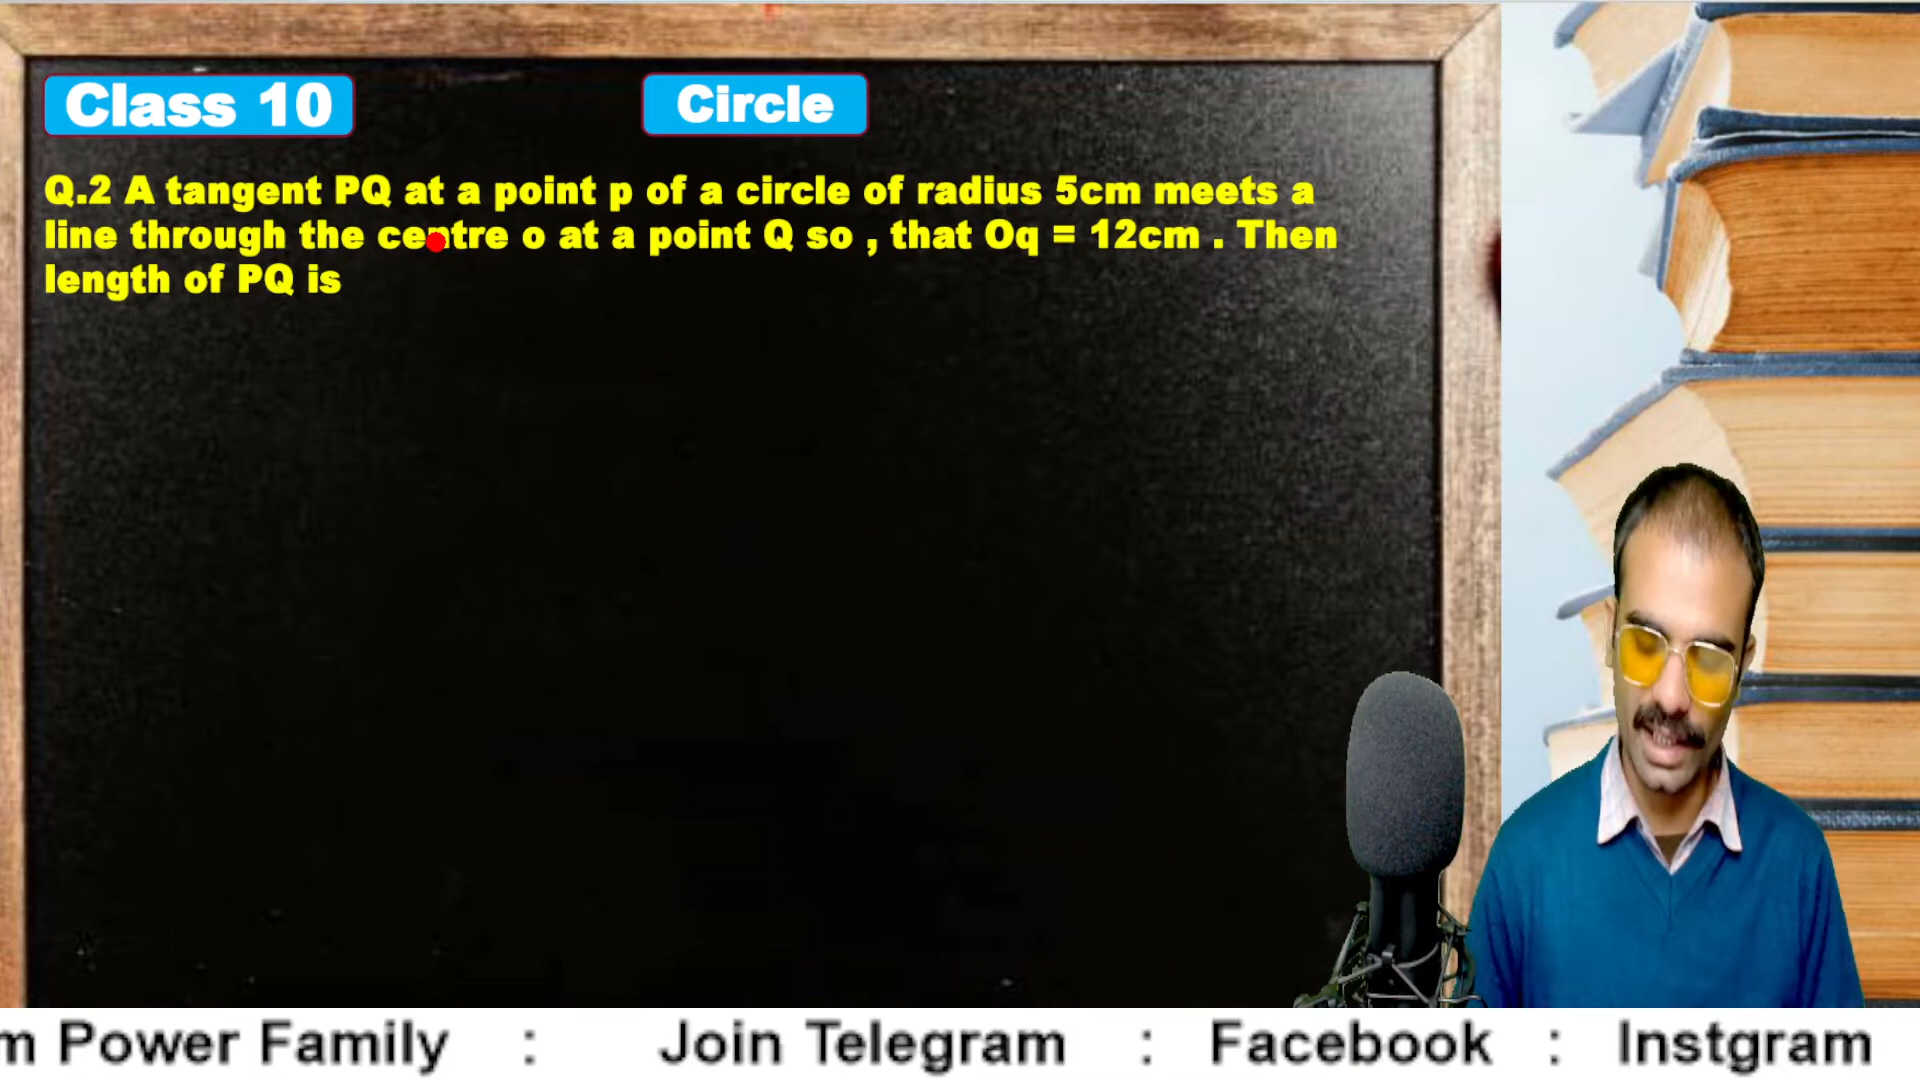 Class 10
Circle
Q.2 A tangent PQ at a point p of a circle of radius 5cm meets a
line through the centre o at a point Q so , that Oq = 12cm . Then
length of PQ is
m Power Family : Join Telegram : Facebook : Instgram